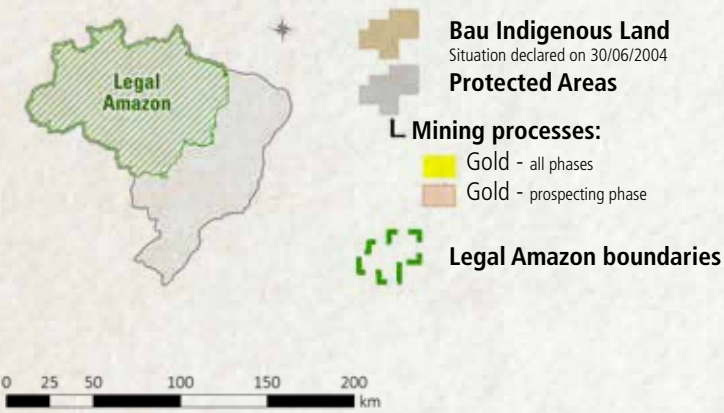 Legal
Amazon
Bau Indigenous Land
Situation declared on 30/06/2004
Protected Areas
Mining processes:
Gold - all phases
Gold - prospecting phase
Legal Amazon boundaries
0 25 50 100 150 200
km